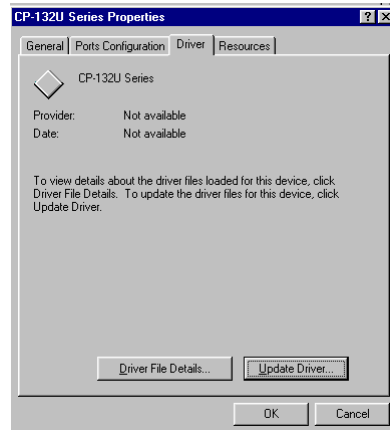 CP-132U Series Properties
General Ports Configuration Driver Resources
CP-132U Series
Provider: Not available
Date: Not available
To view details about the driver files loaded for this device, click
Driver File Details. To update the driver files for this device, click
Update Driver.
Driver File Details... Update Driver...
OK Cancel